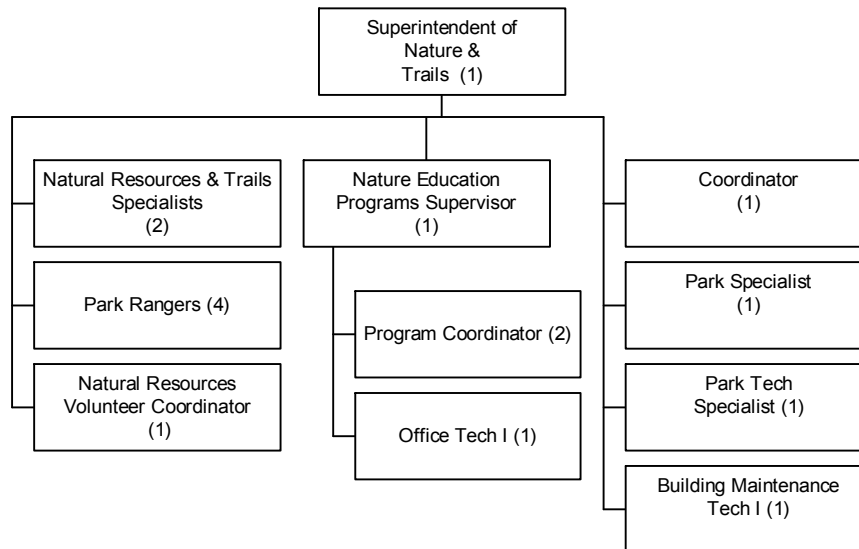 Superintendent of
Nature &
Trails (1)
Natural Resources & Trails
Specialists
(2)
Park Rangers (4)
Natural Resources
Volunteer Coordinator
(1)
Nature Education
Programs Supervisor
(1)
Program Coordinator (2)
Office Tech I (1)
Coordinator
(1)
Park Specialist
(1)
Park Tech
Specialist (1)
Building Maintenance
Tech I (1)